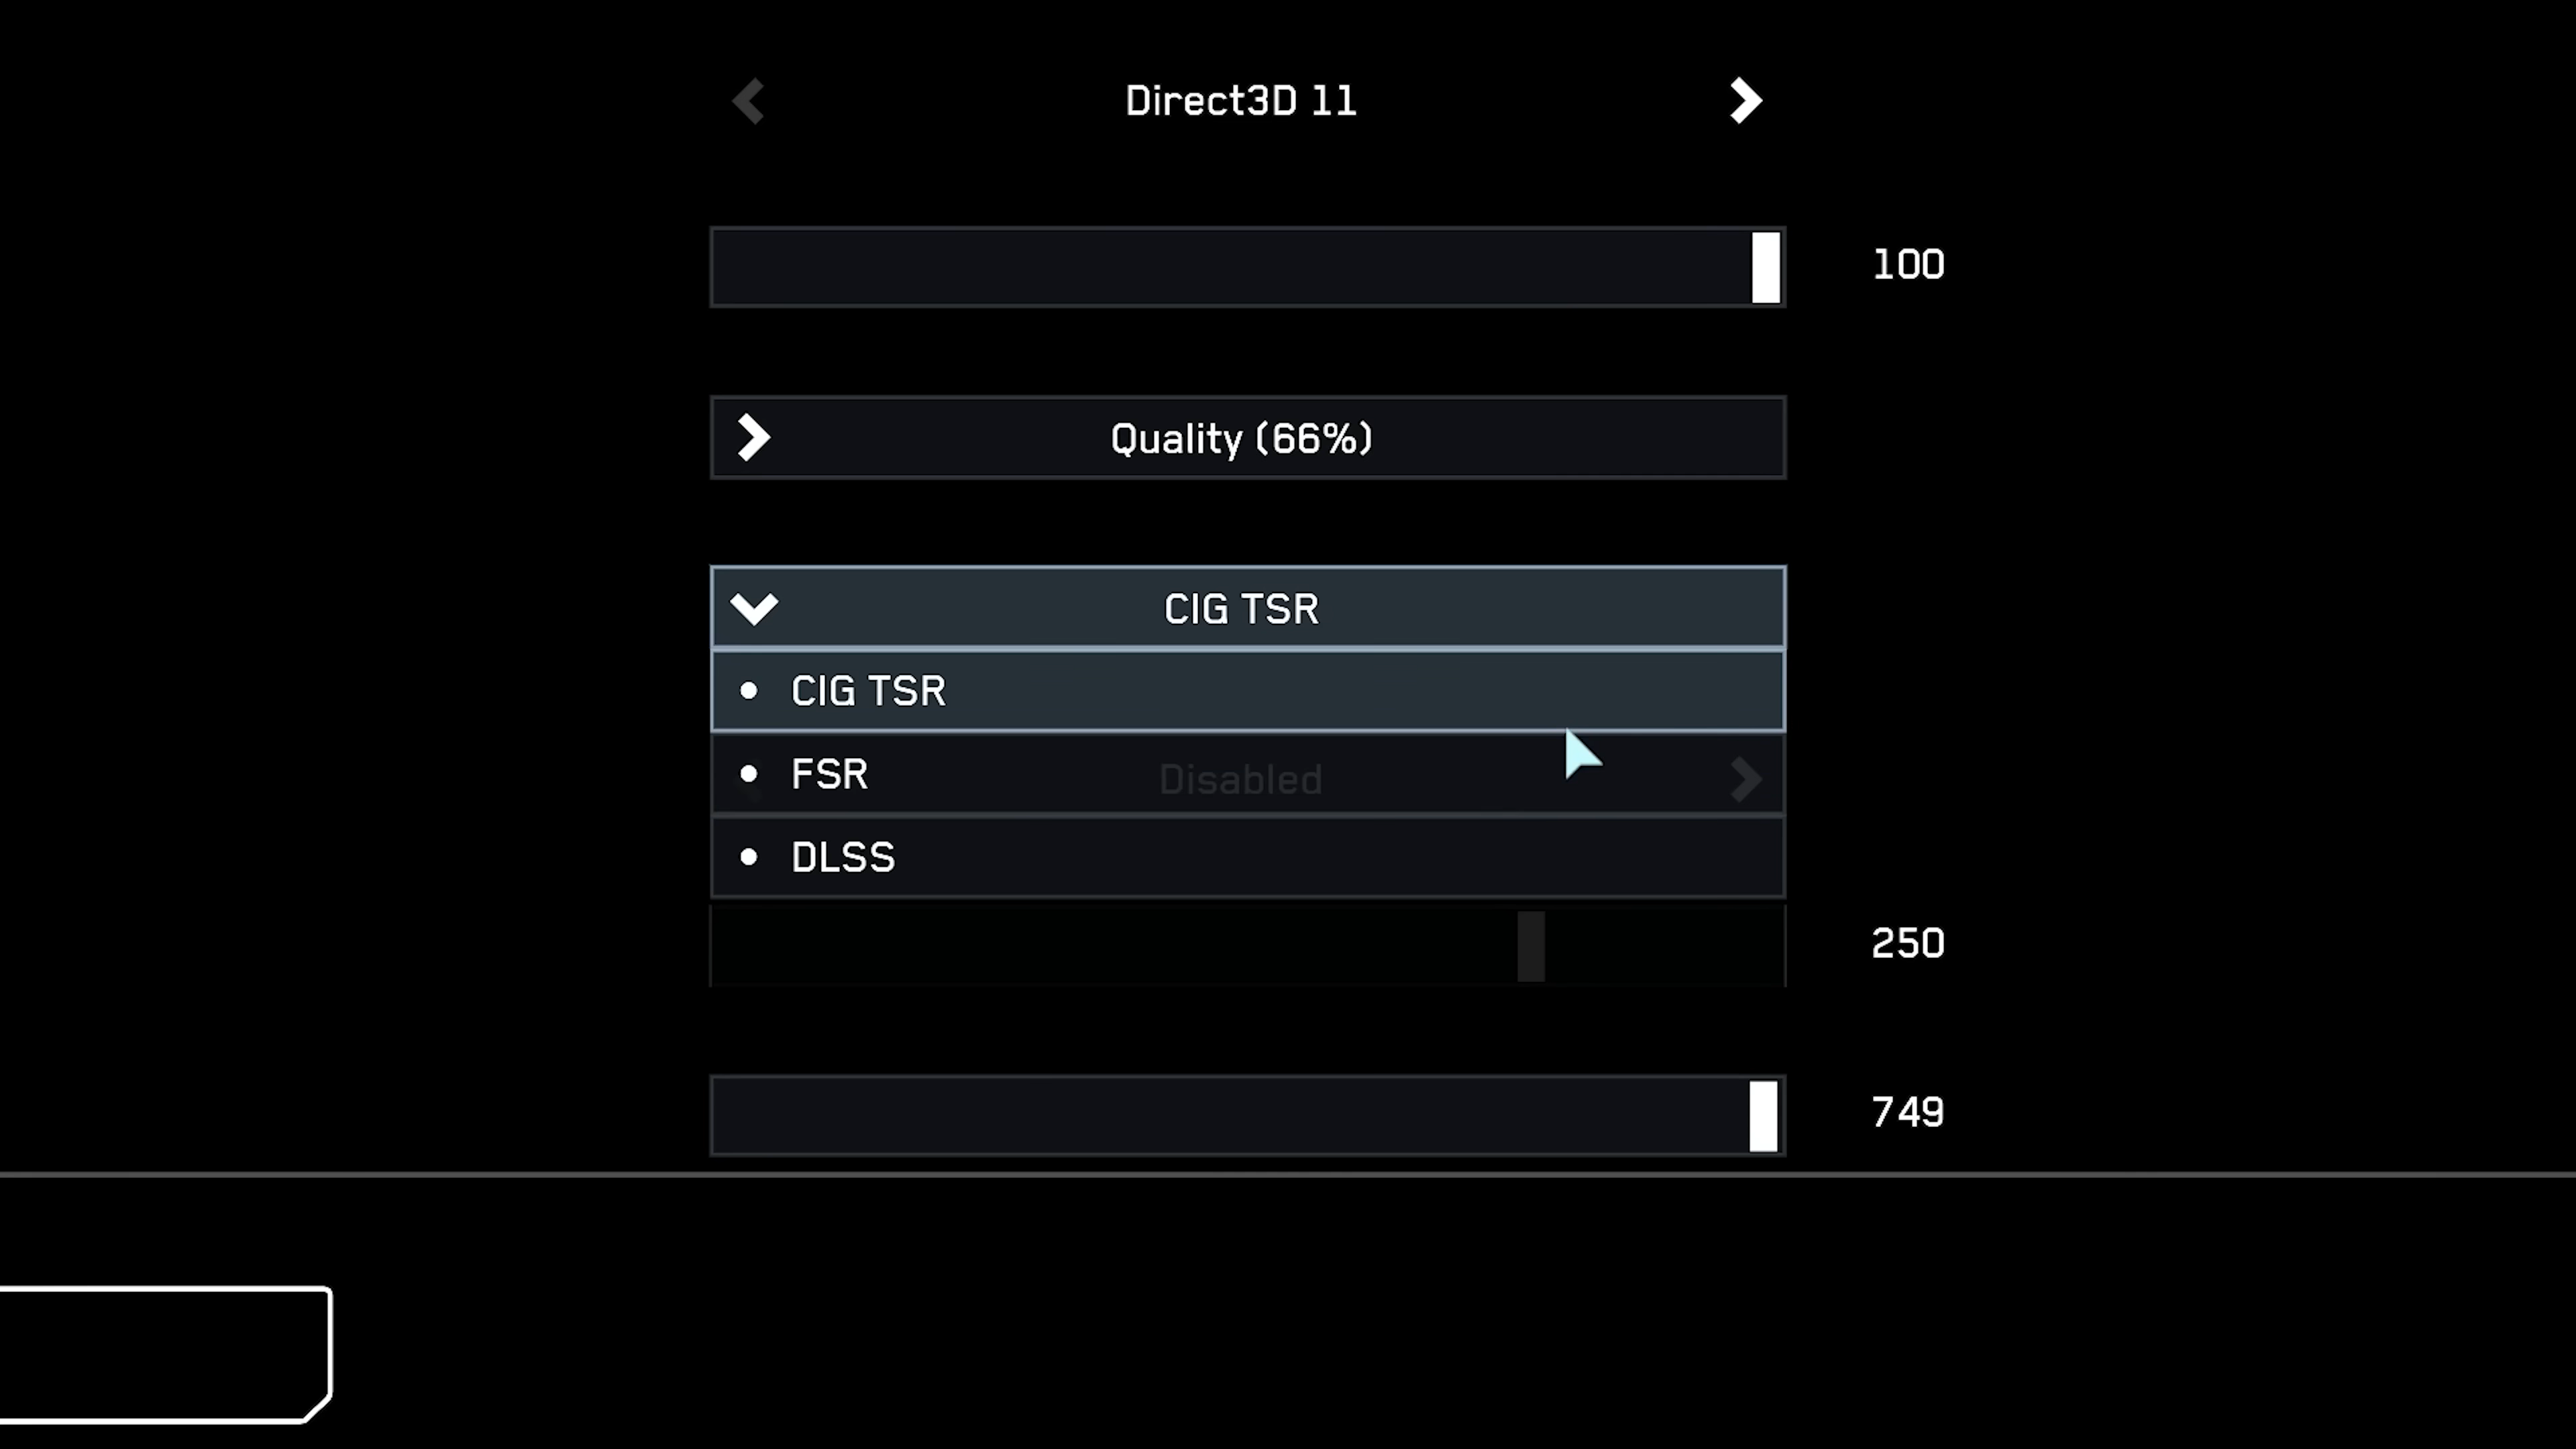 Direct3D 11
100
Quality (66%)
CIG TSR
CIG TSR
FSR
Disabled
DLSS
250
749